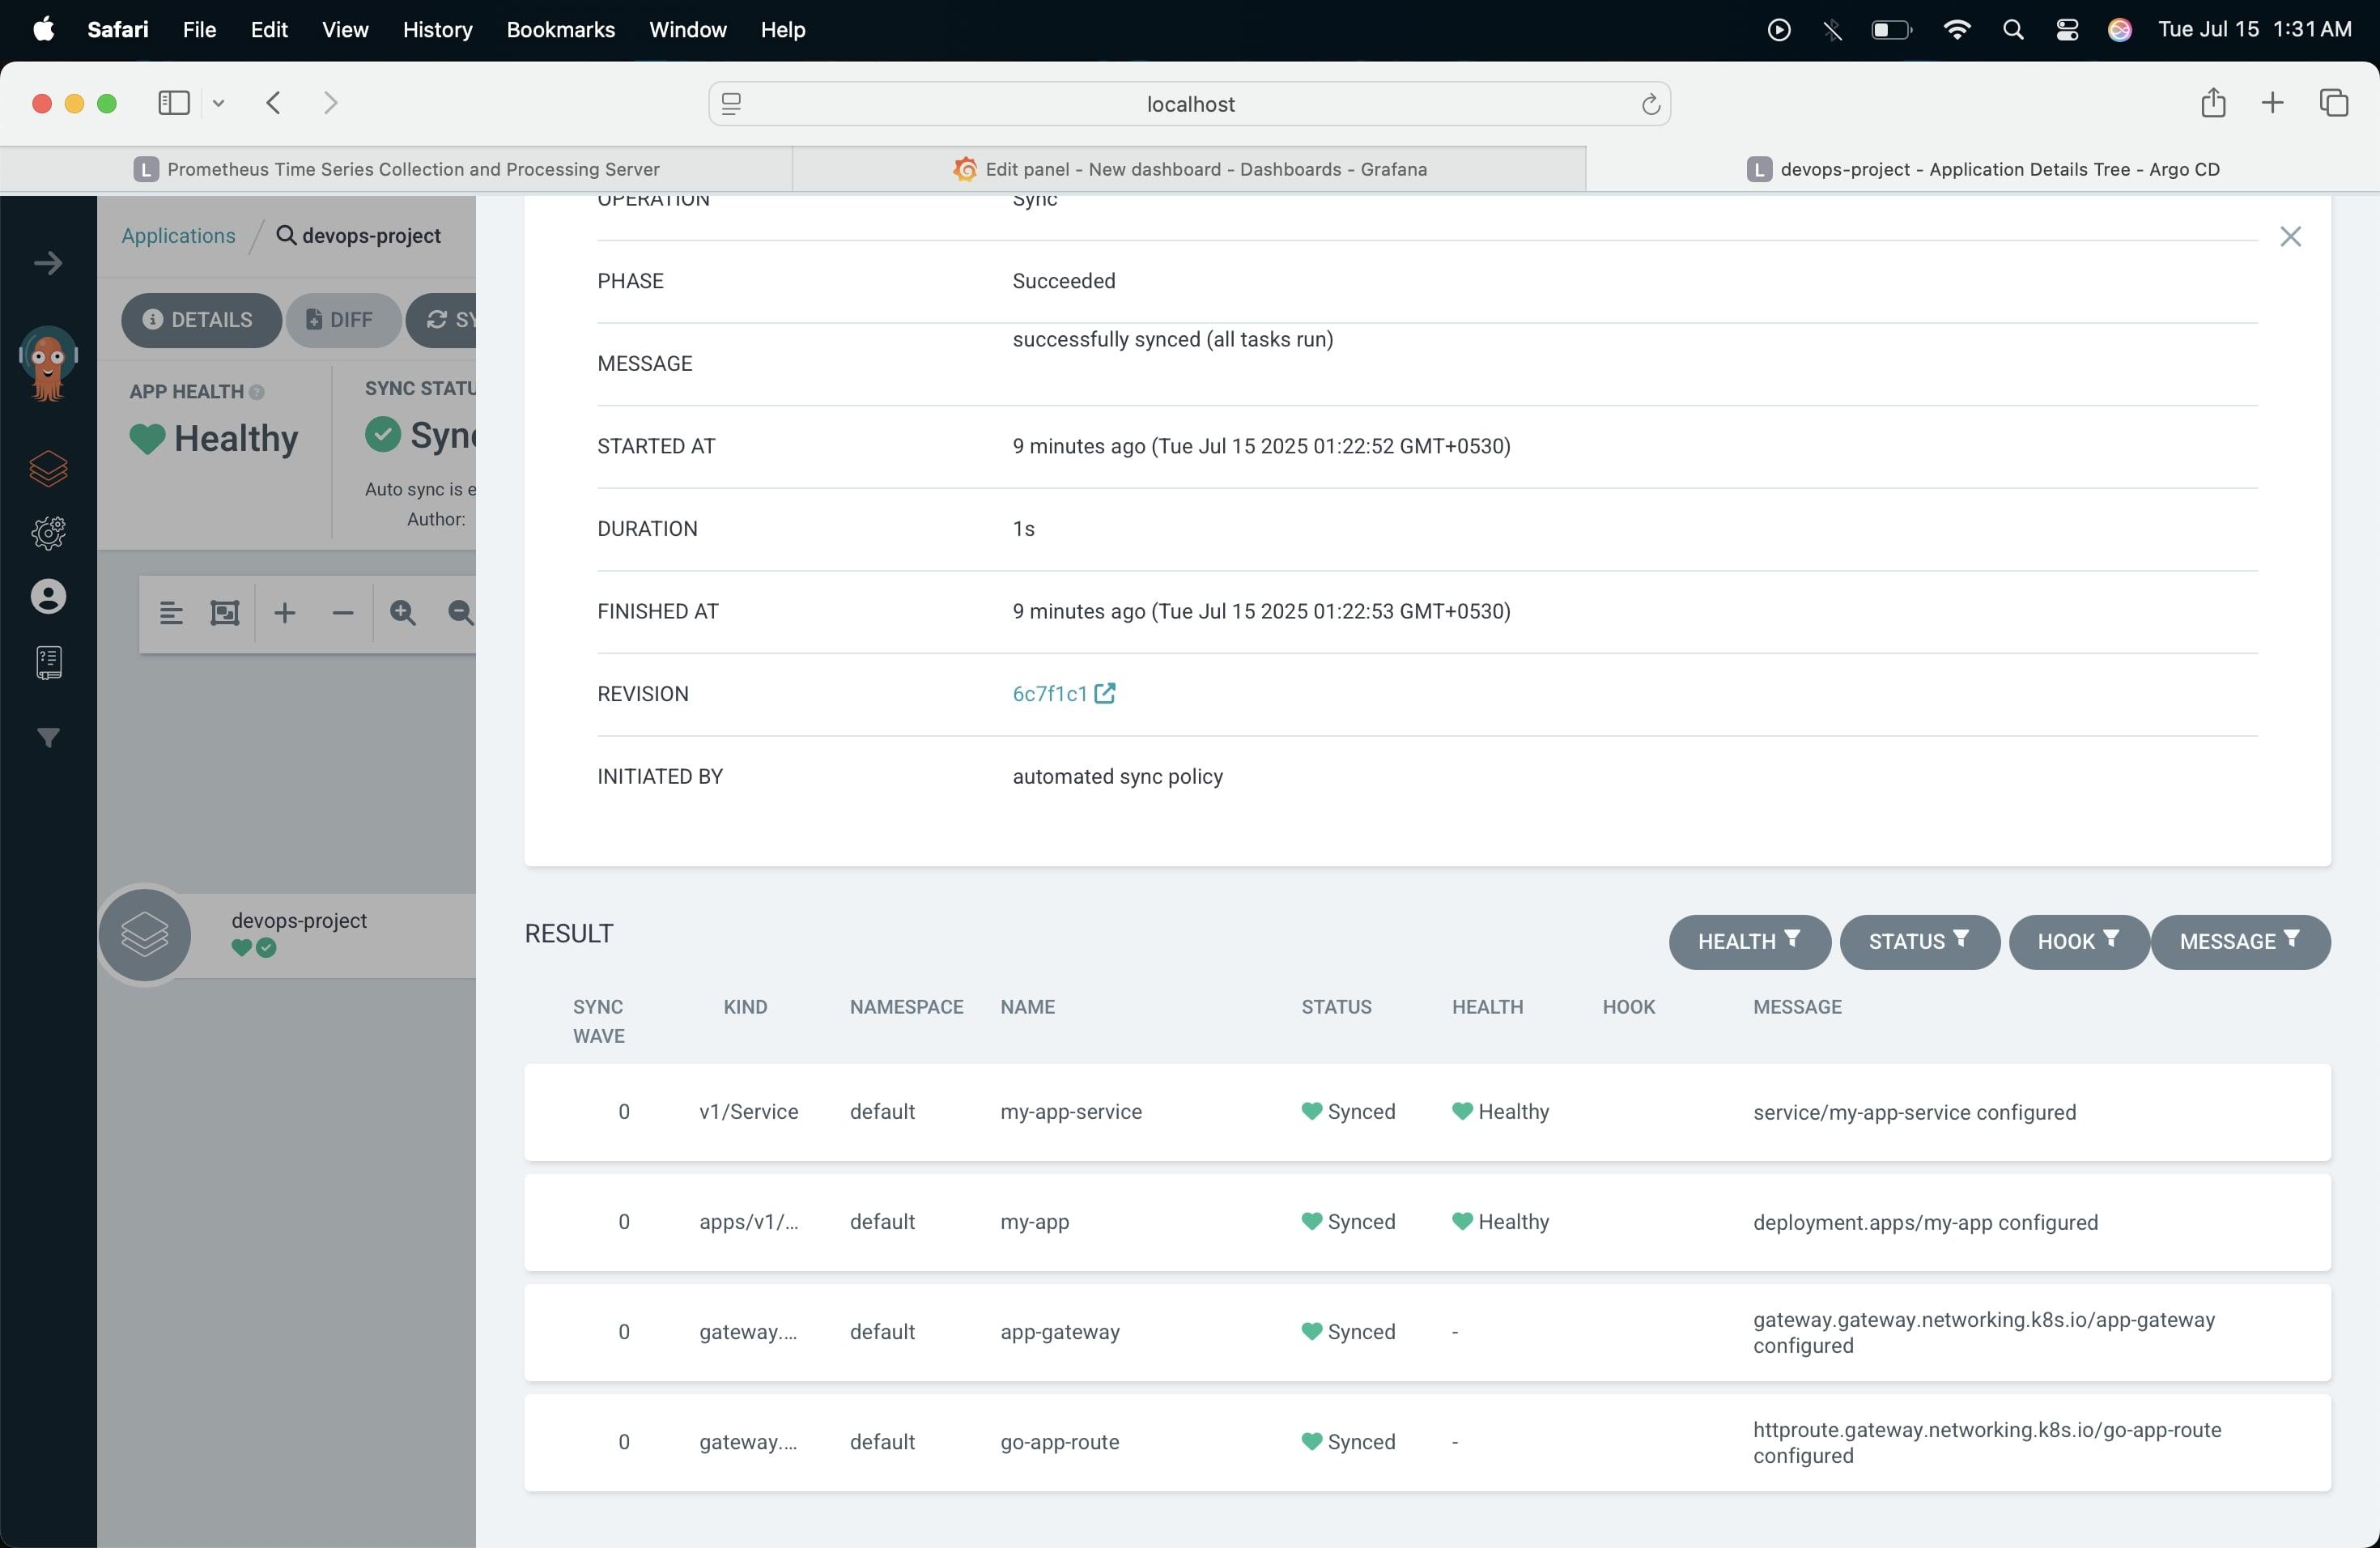 Safari File Edit View History Bookmarks Window Help Tue Jul 15 1:31 AM
localhost
L Prometheus Time Series Collection and Processing Server
Edit panel - New dashboard - Dashboards - Grafana
L devops-project - Application Details Tree - Argo CD
Applications / devops-project
DETAILS DIFF SY
APP HEALTH
Healthy
SYNC STATU
Sync
Auto sync is e
Author:
devops-project
OPERATION Sync
PHASE Succeeded
MESSAGE successfully synced (all tasks run)
STARTED AT 9 minutes ago (Tue Jul 15 2025 01:22:52 GMT+0530)
DURATION 1s
FINISHED AT 9 minutes ago (Tue Jul 15 2025 01:22:53 GMT+0530)
REVISION 6c7f1c1
INITIATED BY automated sync policy
RESULT
HEALTH STATUS HOOK MESSAGE
SYNC WAVE KIND NAMESPACE NAME STATUS HEALTH HOOK MESSAGE
0 v1/Service default my-app-service Synced Healthy service/my-app-service configured
0 apps/v1/... default my-app Synced Healthy deployment.apps/my-app configured
0 gateway.... default app-gateway Synced - gateway.gateway.networking.k8s.io/app-gateway
configured
0 gateway.... default go-app-route Synced - httproute.gateway.networking.k8s.io/go-app-route
configured